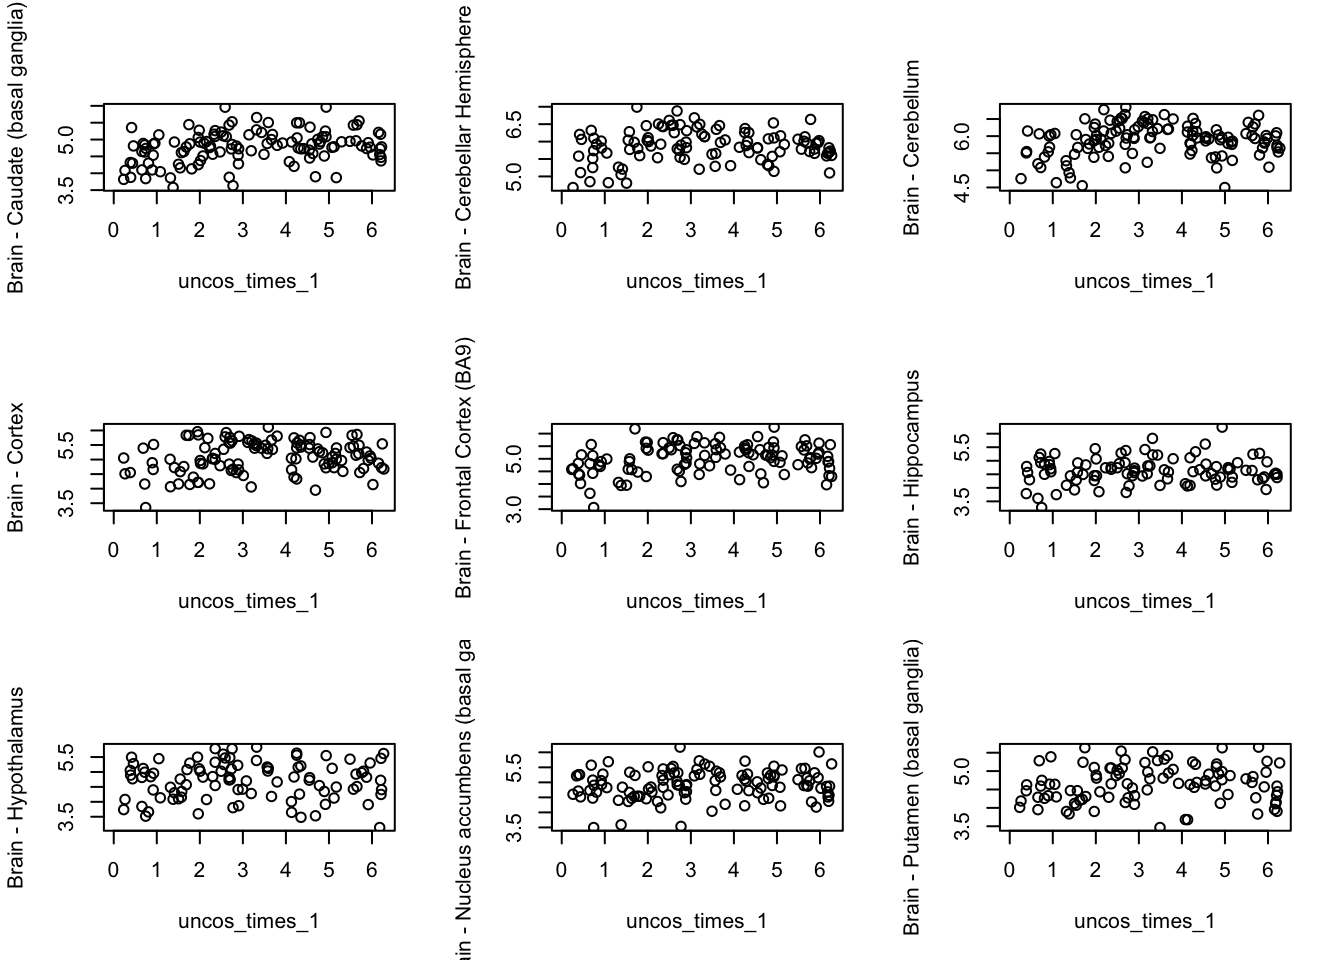 Brain - Caudate (basal ganglia)
3.5 5.0
0 1 2 3 4 5 6
uncos_times_1
Brain - Cerebellar Hemisphere
5.0 6.5
0 1 2 3 4 5 6
uncos_times_1
Brain - Cerebellum
4.5 6.0
0 1 2 3 4 5 6
uncos_times_1
Brain - Cortex
3.5 5.5
0 1 2 3 4 5 6
uncos_times_1
Brain - Frontal Cortex (BA9)
3.0 5.0
0 1 2 3 4 5 6
uncos_times_1
Brain - Hippocampus
3.5 5.5
0 1 2 3 4 5 6
uncos_times_1
Brain - Hypothalamus
3.5 5.5
0 1 2 3 4 5 6
uncos_times_1
ain - Nucleus accumbens (basal ga
3.5 5.5
0 1 2 3 4 5 6
uncos_times_1
Brain - Putamen (basal ganglia)
3.5 5.0
0 1 2 3 4 5 6
uncos_times_1